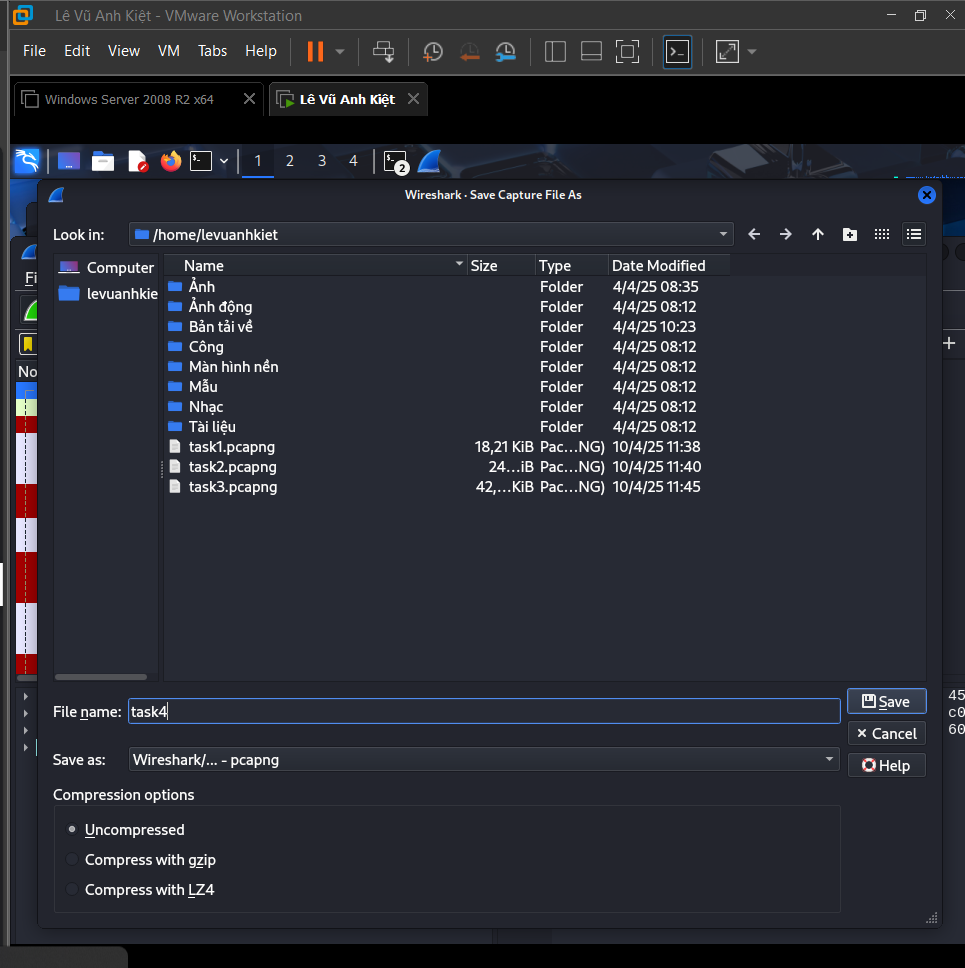 Lê Vũ Anh Kiệt - VMware Workstation
File Edit View VM Tabs Help
Windows Server 2008 R2 x64 Lê Vũ Anh Kiệt
1 2 3 4 2
Wireshark · Save Capture File As
Look in: /home/levuanhkiet
Computer
levuanhkie
Name Size Type Date Modified
Ảnh Folder 4/4/25 08:35
Ảnh động Folder 4/4/25 08:12
Bản tải về Folder 4/4/25 10:23
Công Folder 4/4/25 08:12
Màn hình nền Folder 4/4/25 08:12
Mẫu Folder 4/4/25 08:12
Nhạc Folder 4/4/25 08:12
Tài liệu Folder 4/4/25 08:12
task1.pcapng 18,21 KiB Pac...NG) 10/4/25 11:38
task2.pcapng 24...iB Pac...NG) 10/4/25 11:40
task3.pcapng 42,...KiB Pac...NG) 10/4/25 11:45
Fi
No
File name: task4 Save
Cancel
Save as: Wireshark/... - pcapng Help
Compression options
Uncompressed
Compress with gzip
Compress with LZ4
45
c0
60